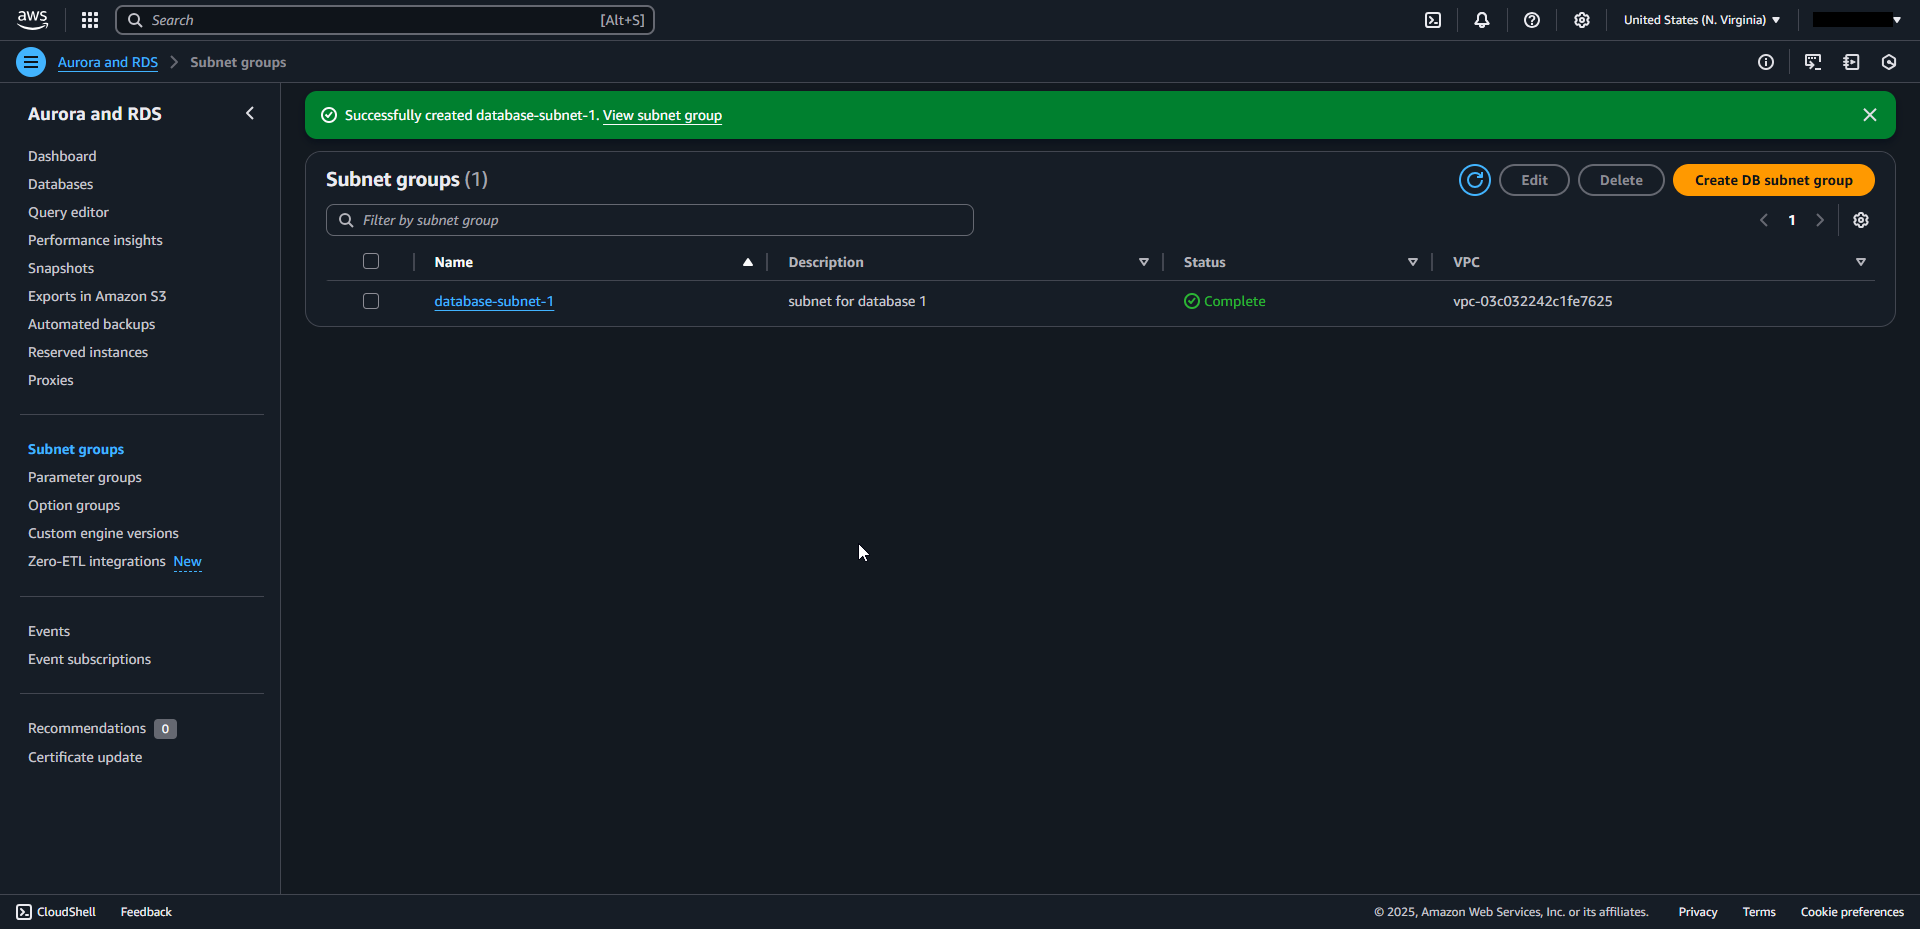 aws
Search [Alt+S]
United States (N. Virginia)
Aurora and RDS
Subnet groups
Aurora and RDS
Dashboard
Databases
Query editor
Performance insights
Snapshots
Exports in Amazon S3
Automated backups
Reserved instances
Proxies
Subnet groups
Parameter groups
Option groups
Custom engine versions
Zero-ETL integrations New
Events
Event subscriptions
Recommendations 0
Certificate update
Successfully created database-subnet-1. View subnet group
Subnet groups (1)
Edit
Delete
Create DB subnet group
Filter by subnet group
1
Name Description Status VPC
database-subnet-1 subnet for database 1 Complete vpc-03c032242c1fe7625
CloudShell
Feedback
© 2025, Amazon Web Services, Inc. or its affiliates.
Privacy
Terms
Cookie preferences